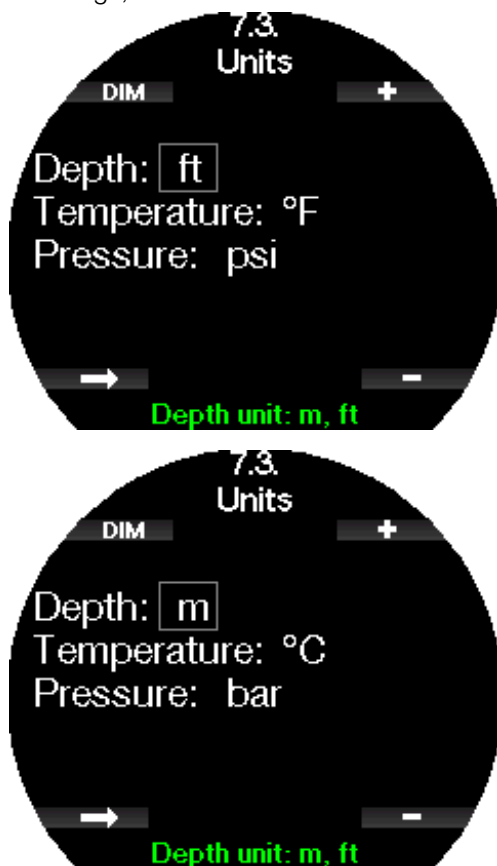 7.3.
Units
DIM +
Depth: ft
Temperature: °F
Pressure: psi
→ -
Depth unit: m, ft
7.3.
Units
DIM +
Depth: m
Temperature: °C
Pressure: bar
→ -
Depth unit: m, ft